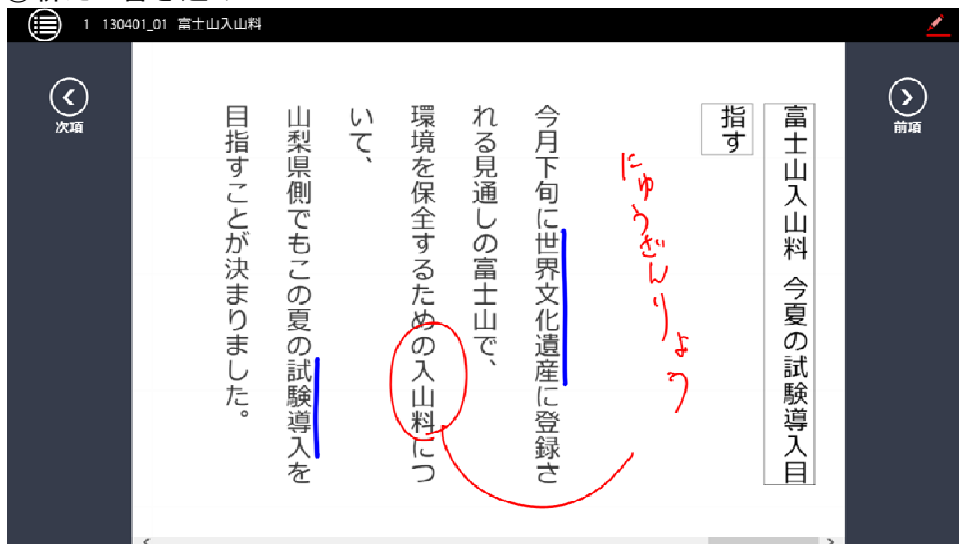 1 130401_01 富士山入山料
次項
前項
富士山入山料 今夏の試験導入目
指す
にゅうざんりょう
今月下旬に世界文化遺産に登録さ
れる見通しの富士山で、
環境を保全するための入山料につ
いて、
山梨県側でもこの夏の試験導入を
目指すことが決まりました。